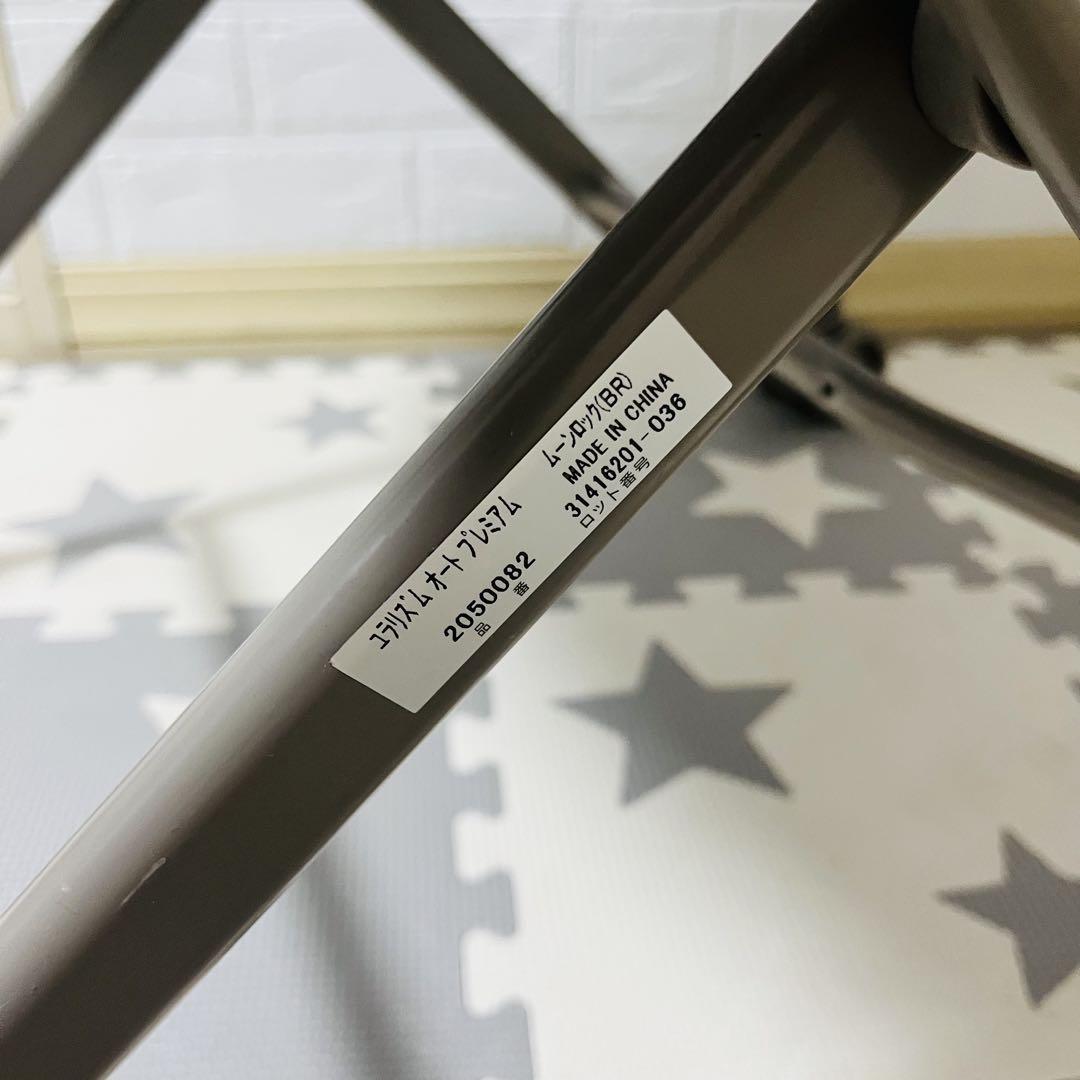 ﾕﾗﾘｽﾞﾑ ｵｰﾄ ﾌﾟﾚﾐｱﾑ
ﾑｰﾝﾛｯｸ(BR)
2050082
MADE IN CHINA
品 番
31416201-036
ロット番号